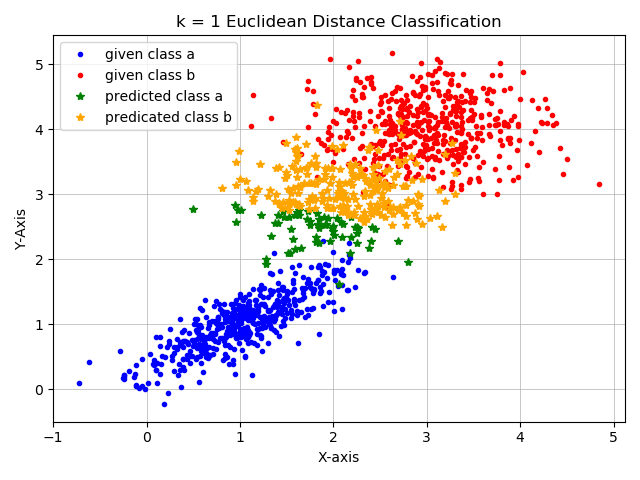 k = 1 Euclidean Distance Classification
given class a
given class b
predicted class a
predicated class b
Y-Axis
5
4
3
2
1
0
−1
0
1
2
3
4
5
X-axis